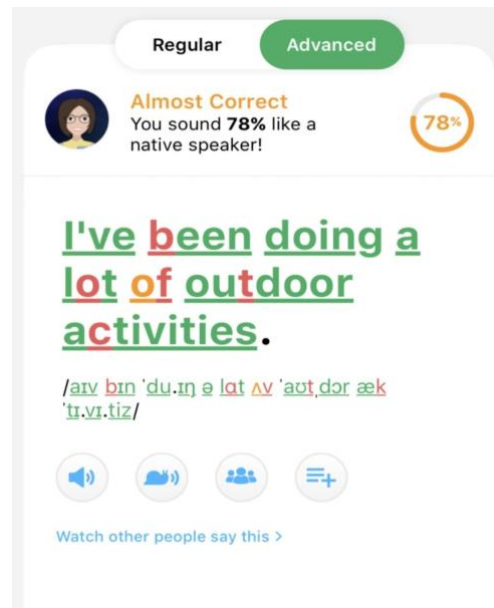 Regular Advanced
Almost Correct
You sound 78% like a
native speaker!
78%
I've been doing a
lot of outdoor
activities.
/aɪv bɪn ˈdu.ɪŋ ə lɑt ʌv ˈaʊtˌdɔr æk
ˈtɪ.vɪ.tiz/
Watch other people say this >